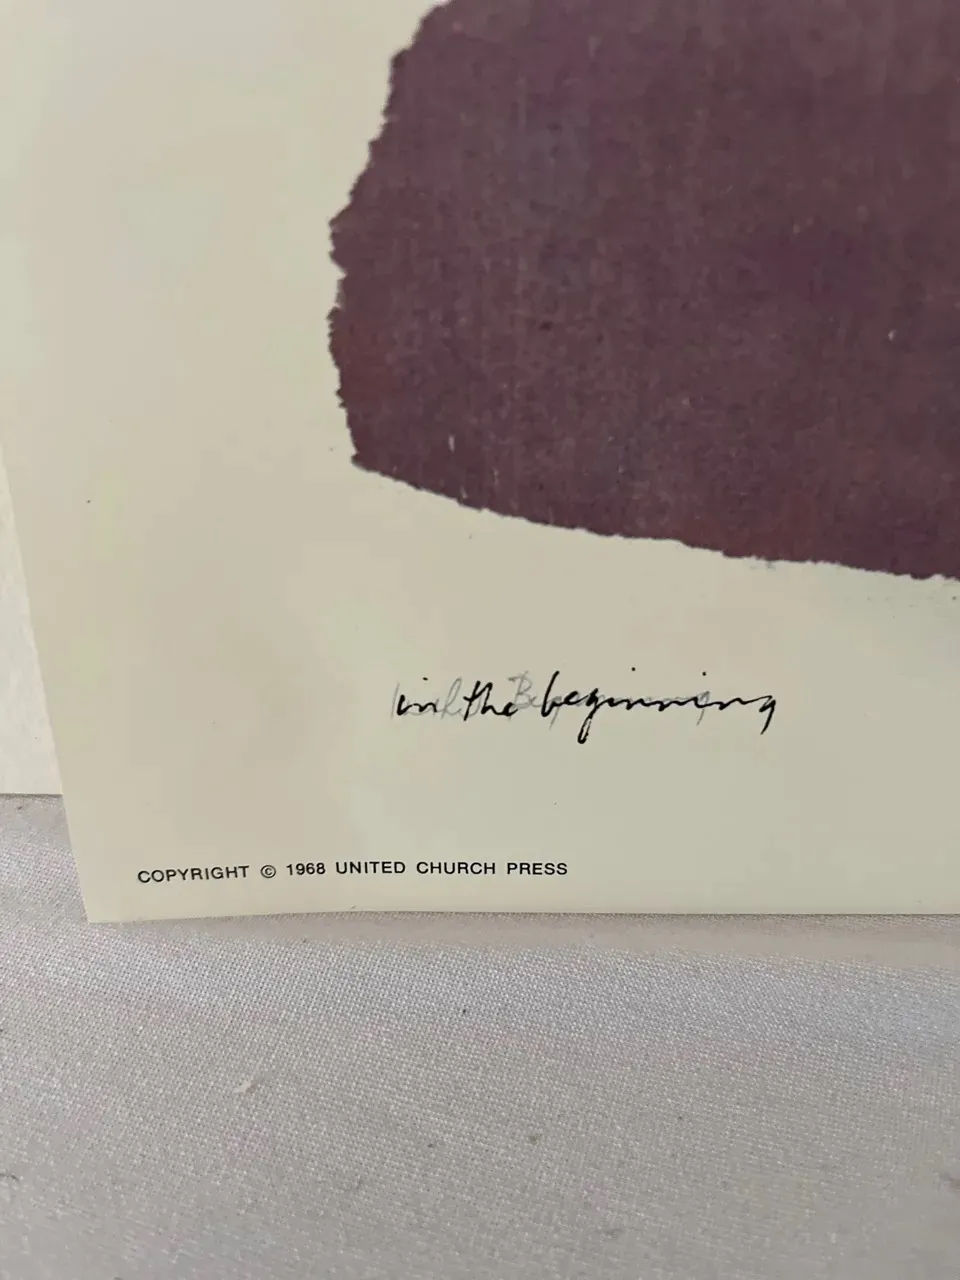 in the beginning
COPYRIGHT © 1968 UNITED CHURCH PRESS